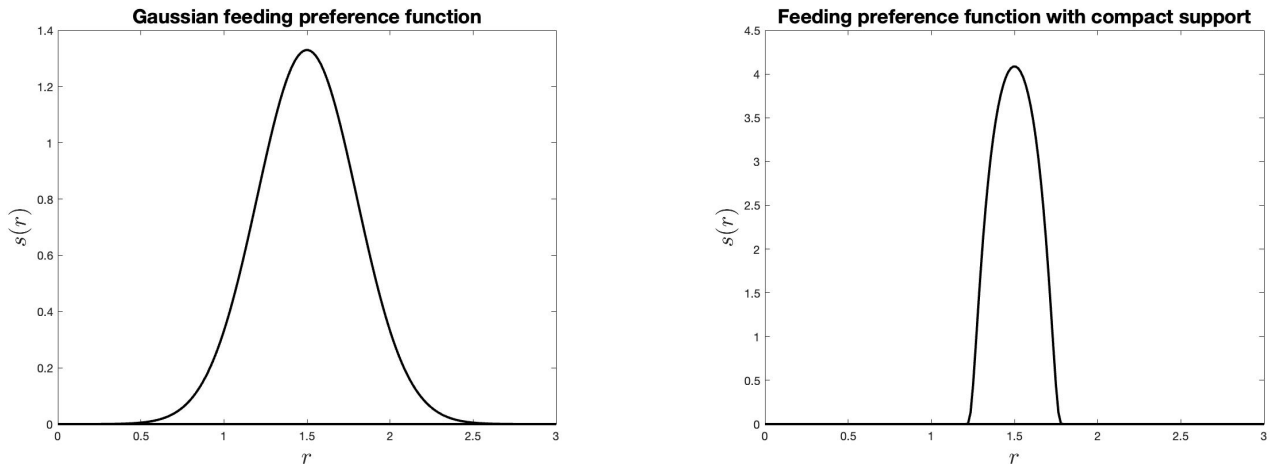 Gaussian feeding preference function
1.4
1.2
1
0.8
0.6
0.4
0.2
0
s(r)
0 0.5 1 1.5 2 2.5 3
r
Feeding preference function with compact support
4.5
4
3.5
3
2.5
2
1.5
1
0.5
0
s(r)
0 0.5 1 1.5 2 2.5 3
r